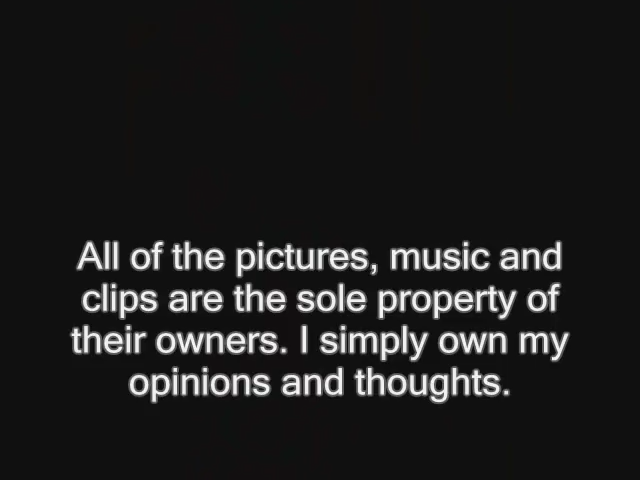 All of the pictures, music and
clips are the sole property of
their owners. I simply own my
opinions and thoughts.